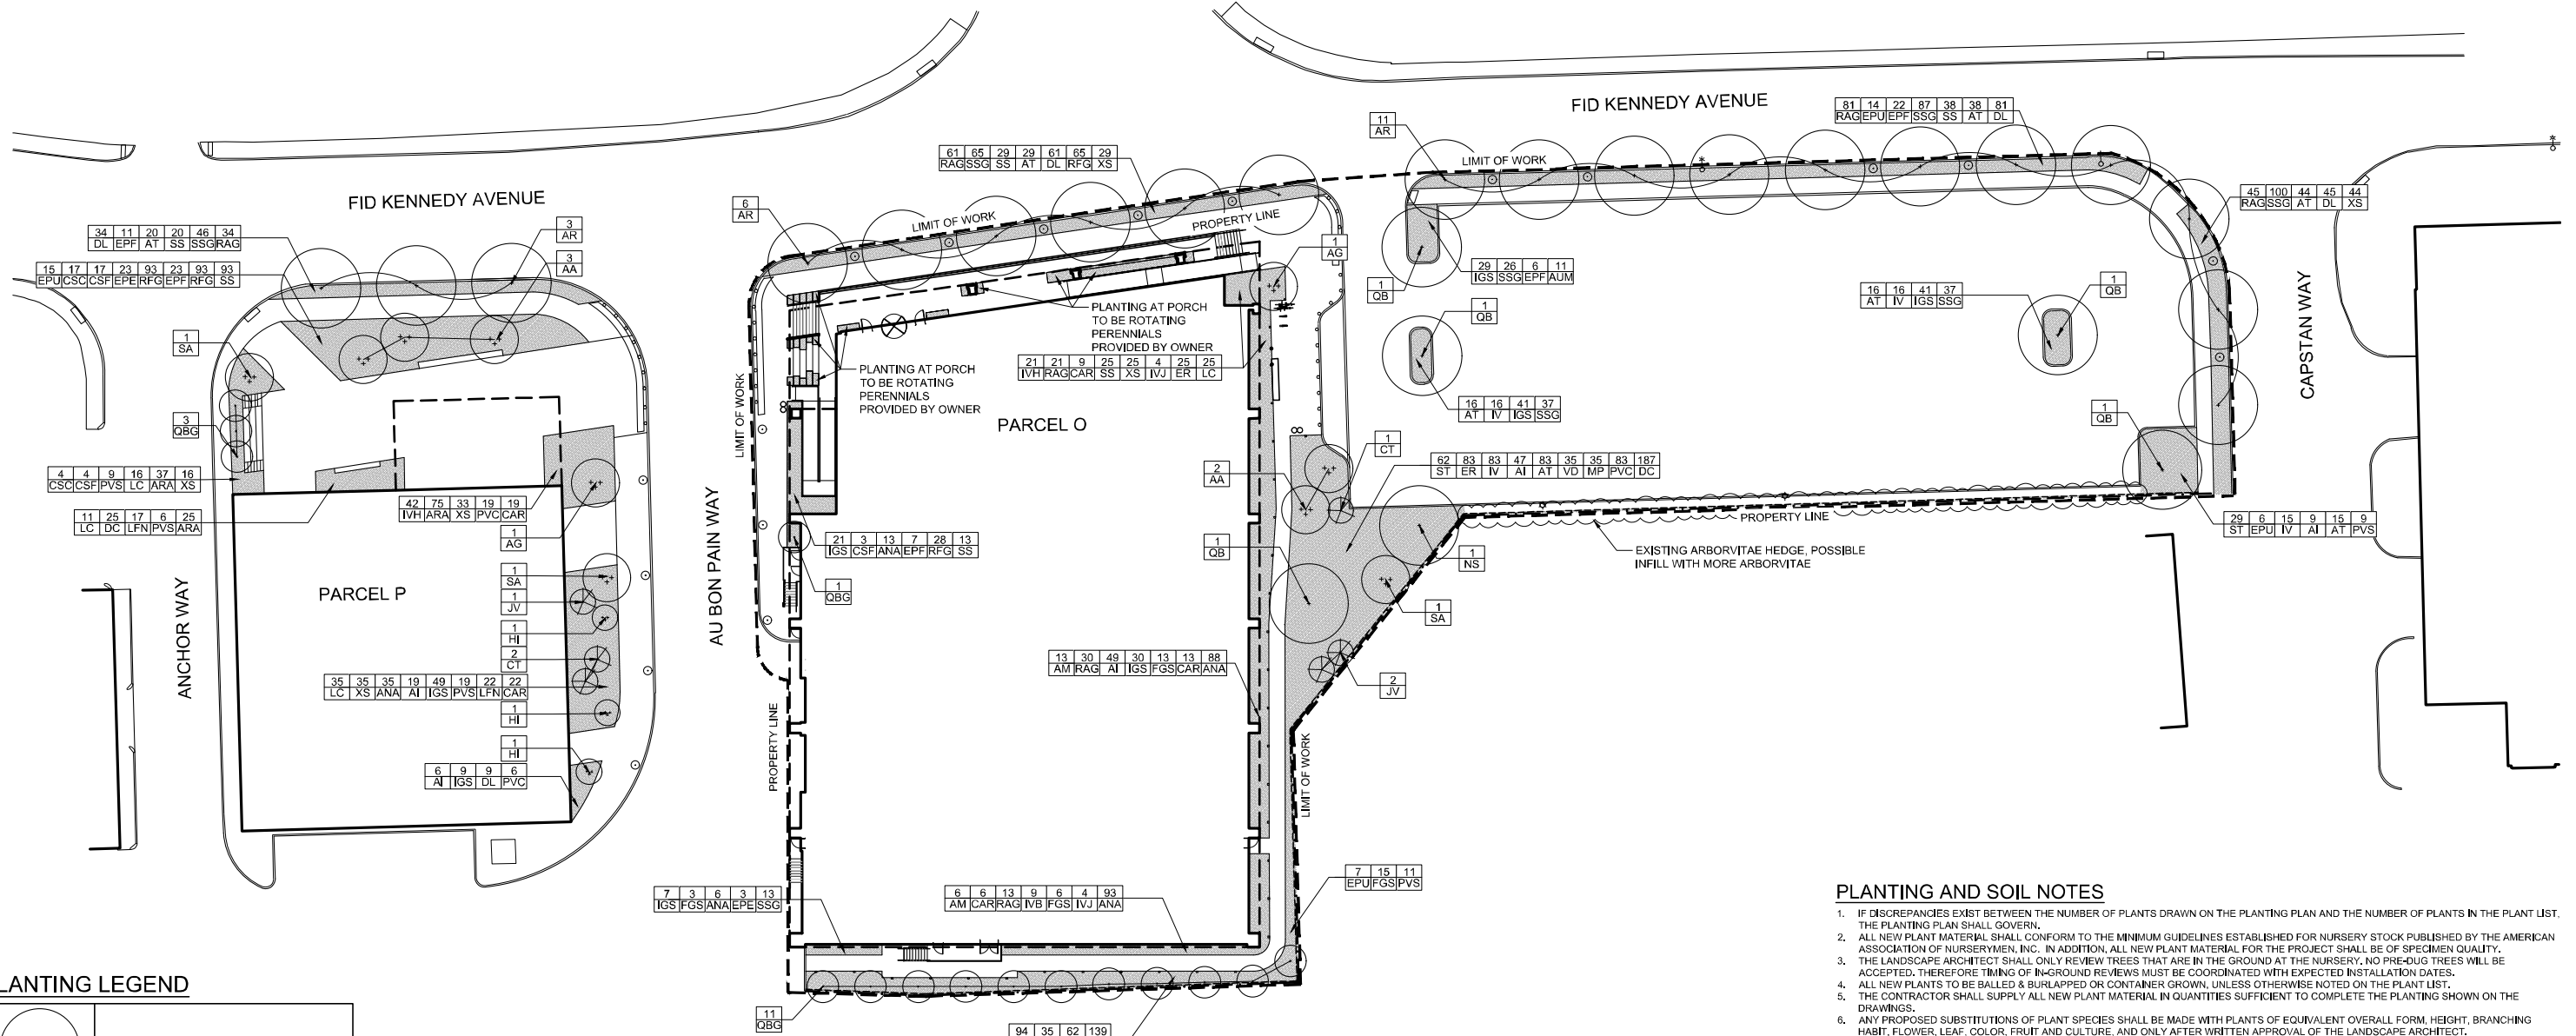 FID KENNEDY AVENUE
81 14 22 87 38 38 81
RAG EPU EPF SSG SS AT DL
11
AR
LIMIT OF WORK
61 65 29 29 61 65 29
RAG SSG SS AT DL RFG XS
FID KENNEDY AVENUE
6
AR
LIMIT OF WORK
PROPERTY LINE
45 100 44 45 44
RAG SSG AT DL XS
34 11 20 20 46 34
DL EPF AT SS SSG RAG
3
AR
3
AA
15 17 17 23 93 23 93 93
EPU CSC CSF EPE RFG EPF RFG SS
1
AG
1
QB
29 26 6 11
IGS SSG EPF AUM
1
QB
16 16 41 37
AT IV IGS SSG
1
QB
CAPSTAN WAY
PLANTING AT PORCH
TO BE ROTATING
PERENNIALS
PROVIDED BY OWNER
1
SA
21 21 9 25 25 4 25 25
IVH RAG CAR SS XS IVJ ER LC
PLANTING AT PORCH
TO BE ROTATING
PERENNIALS
PROVIDED BY OWNER
LIMIT OF WORK
16 16 41 37
AT IV IGS SSG
1
QB
3
QBG
PARCEL O
1
CT
62 83 83 47 83 35 35 83 187
ST ER IV AI AT VD MP PVC DC
2
AA
4 4 9 16 37 16
CSC CSF PVS LC ARA XS
42 75 33 19 19
IVH ARA XS PVC CAR
11 25 17 6 25
LC DC LFN PVS ARA
1
AG
AU BON PAIN WAY
PROPERTY LINE
29 6 15 9 15 9
ST EPU IV AI AT PVS
21 3 13 7 28 13
IGS CSF ANA EPF RFG SS
1
QB
EXISTING ARBORVITAE HEDGE, POSSIBLE
INFILL WITH MORE ARBORVITAE
1
NS
1
SA
1
QBG
PARCEL P
ANCHOR WAY
1
JV
1
SA
1
HI
2
CT
13 30 49 30 13 13 88
AM RAG AI IGS FGS CAR ANA
35 35 35 19 49 19 22 22
LC XS ANA AI IGS PVS LFN CAR
2
JV
1
HI
PROPERTY LINE
LIMIT OF WORK
1
HI
6 9 9 6
AI IGS DL PVC
7 15 11
EPU FGS PVS
7 3 6 3 13
IGS FGS ANA EPE SSG
6 6 13 9 6 4 93
AM CAR RAG IVB FGS IVJ ANA
11
QBG
94 35 62 139
LANTING LEGEND
PLANTING AND SOIL NOTES
1. IF DISCREPANCIES EXIST BETWEEN THE NUMBER OF PLANTS DRAWN ON THE PLANTING PLAN AND THE NUMBER OF PLANTS IN THE PLANT LIST,
THE PLANTING PLAN SHALL GOVERN.
2. ALL NEW PLANT MATERIAL SHALL CONFORM TO THE MINIMUM GUIDELINES ESTABLISHED FOR NURSERY STOCK PUBLISHED BY THE AMERICAN
ASSOCIATION OF NURSERYMEN, INC. IN ADDITION, ALL NEW PLANT MATERIAL FOR THE PROJECT SHALL BE OF SPECIMEN QUALITY.
3. THE LANDSCAPE ARCHITECT SHALL ONLY REVIEW TREES THAT ARE IN THE GROUND AT THE NURSERY. NO PRE-DUG TREES WILL BE
ACCEPTED. THEREFORE TIMING OF IN-GROUND REVIEWS MUST BE COORDINATED WITH EXPECTED INSTALLATION DATES.
4. ALL NEW PLANTS TO BE BALLED & BURLAPPED OR CONTAINER GROWN, UNLESS OTHERWISE NOTED ON THE PLANT LIST.
5. THE CONTRACTOR SHALL SUPPLY ALL NEW PLANT MATERIAL IN QUANTITIES SUFFICIENT TO COMPLETE THE PLANTING SHOWN ON THE
DRAWINGS.
6. ANY PROPOSED SUBSTITUTIONS OF PLANT SPECIES SHALL BE MADE WITH PLANTS OF EQUIVALENT OVERALL FORM, HEIGHT, BRANCHING
HABIT, FLOWER, LEAF, COLOR, FRUIT AND CULTURE, AND ONLY AFTER WRITTEN APPROVAL OF THE LANDSCAPE ARCHITECT.